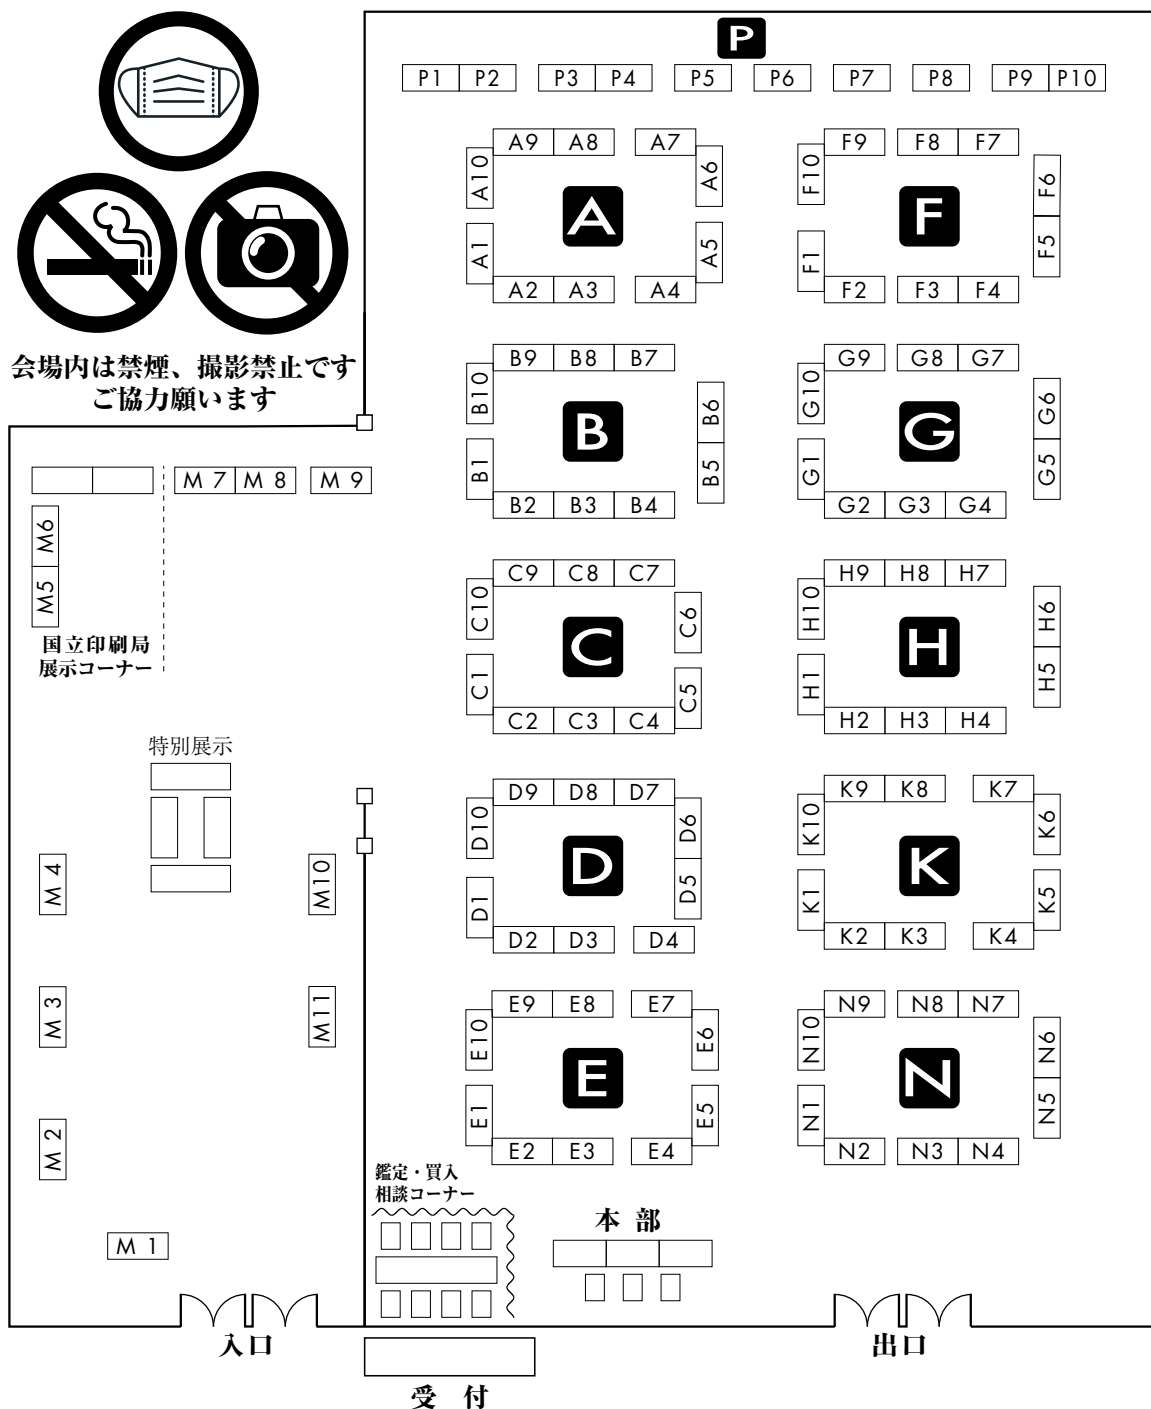 P
P1 P2 P3 P4 P5 P6 P7 P8 P9 P10
会場内は禁煙、撮影禁止です
ご協力願います
A9 A8 A7
A10 A6
A
A1 A5
A2 A3 A4
F9 F8 F7
F10 F6
F
F1 F5
F2 F3 F4
B9 B8 B7
B10 B6
B
B1 B5
B2 B3 B4
G9 G8 G7
G10 G6
G
G1 G5
G2 G3 G4
M 7 M 8 M 9
M6
M5
国立印刷局
展示コーナー
C9 C8 C7
C10 C6
C
C1 C5
C2 C3 C4
H9 H8 H7
H10 H6
H
H1 H5
H2 H3 H4
特別展示
M 4 M10
M 3 M11
M 2
M 1
D9 D8 D7
D10 D6
D
D1 D5
D2 D3 D4
K9 K8 K7
K10 K6
K
K1 K5
K2 K3 K4
E9 E8 E7
E10 E6
E
E1 E5
E2 E3 E4
N9 N8 N7
N10 N6
N
N1 N5
N2 N3 N4
鑑定・買入
相談コーナー
本部
入口
出口
受付